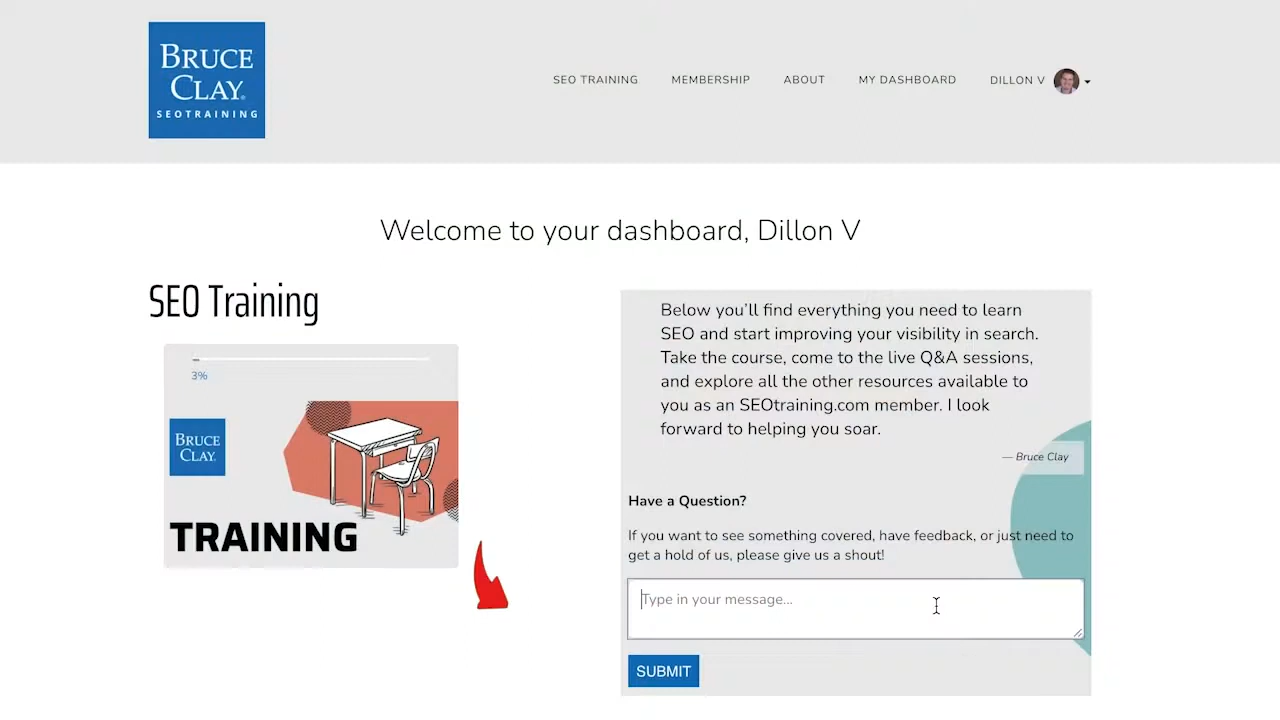 BRUCE
CLAY®
SEOTRAINING
SEO TRAINING
MEMBERSHIP
ABOUT
MY DASHBOARD
DILLON V
Welcome to your dashboard, Dillon V
SEO Training
3%
BRUCE
CLAY
TRAINING
Below you’ll find everything you need to learn
SEO and start improving your visibility in search.
Take the course, come to the live Q&A sessions,
and explore all the other resources available to
you as an SEOtraining.com member. I look
forward to helping you soar.
— Bruce Clay
Have a Question?
If you want to see something covered, have feedback, or just need to
get a hold of us, please give us a shout!
Type in your message...
SUBMIT